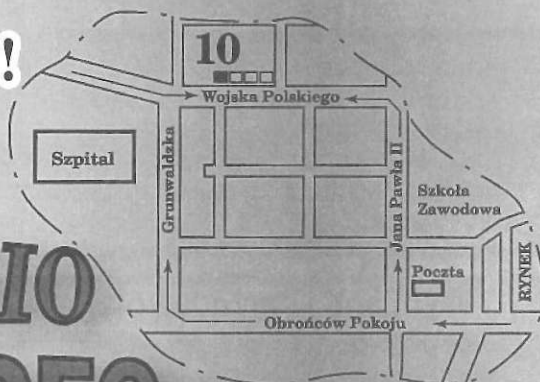 !
10
Wojska Polskiego
Szpital
Grunwaldzka
Jana Pawła II
Szkoła
Zawodowa
Poczta
RYNEK
IO
Obrońców Pokoju